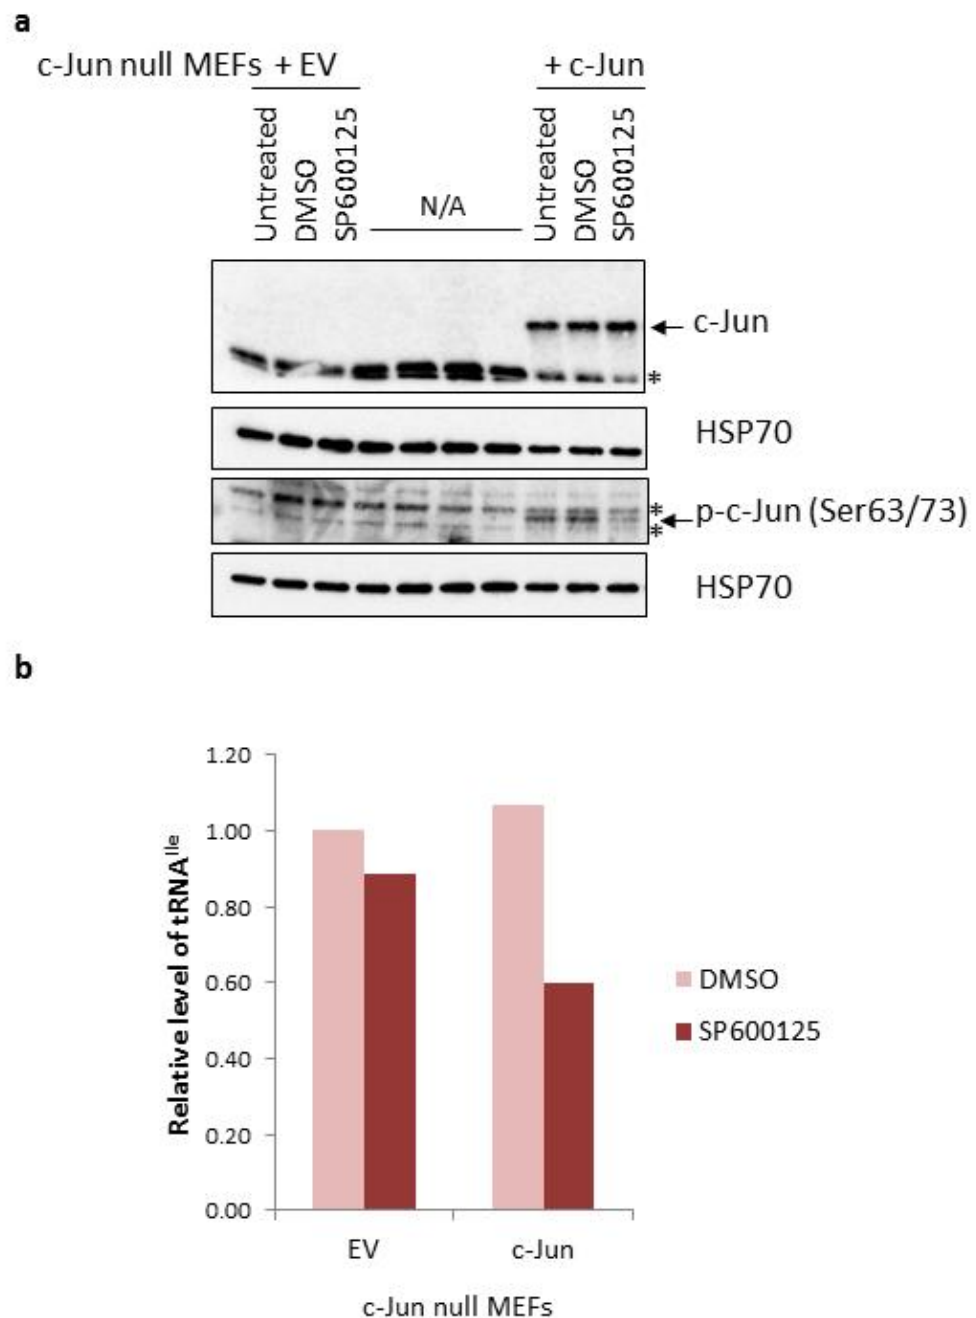 a
c-Jun null MEFs + EV + c-Jun
Untreated
DMSO
SP600125
N/A
Untreated
DMSO
SP600125
c-Jun
*
HSP70
*
p-c-Jun (Ser63/73)
*
HSP70
b
1.20
1.00
0.80
0.60
0.40
0.20
0.00
Relative level of tRNA^Ile
DMSO
SP600125
EV c-Jun
c-Jun null MEFs